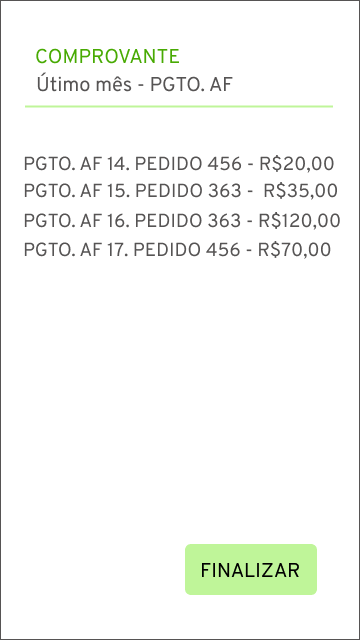 COMPROVANTE
Útimo mês - PGTO. AF
PGTO. AF 14. PEDIDO 456 - R$20,00
PGTO. AF 15. PEDIDO 363 -  R$35,00
PGTO. AF 16. PEDIDO 363 - R$120,00
PGTO. AF 17. PEDIDO 456 - R$70,00
FINALIZAR